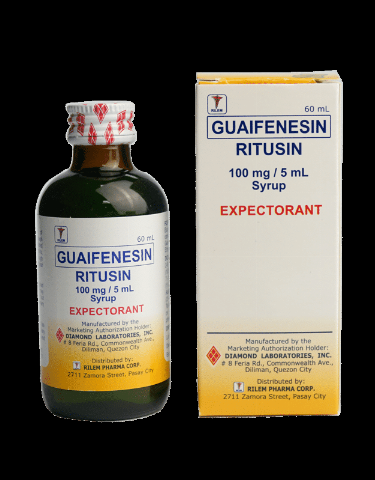 RILEM
60 mL
GUAIFENESIN
RITUSIN
100 mg / 5 mL
Syrup
EXPECTORANT
Manufactured by the
Marketing Authorization Holder:
DIAMOND LABORATORIES, INC.
# 8 Feria Rd., Commonwealth Ave.,
Diliman, Quezon City
Distributed by:
RILEM PHARMA CORP.
2711 Zamora Street, Pasay City
RILEM
60 mL
GUAIFENESIN
RITUSIN
100 mg / 5 mL
Syrup
EXPECTORANT
Manufactured by the
Marketing Authorization Holder:
DIAMOND LABORATORIES, INC.
# 8 Feria Rd., Commonwealth Ave.,
Diliman, Quezon City
Distributed by:
RILEM PHARMA CORP.
2711 Zamora Street, Pasay City